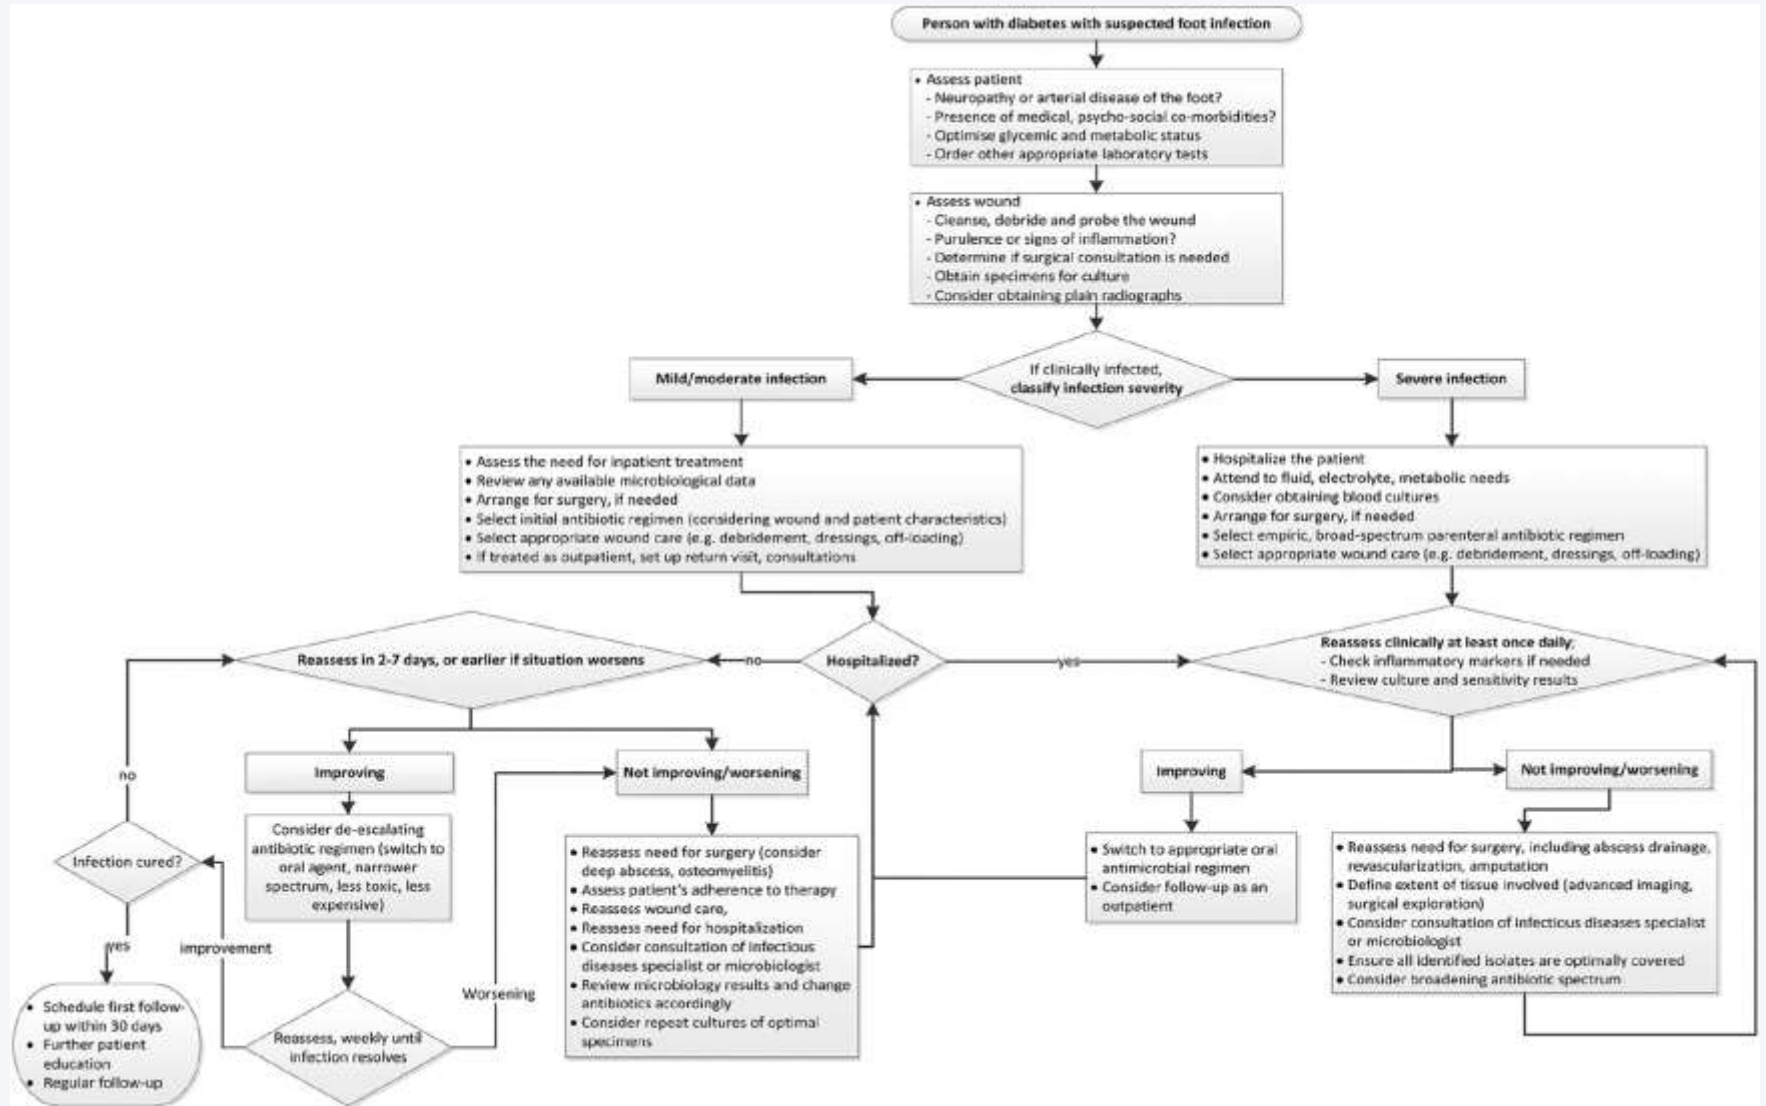 Person with diabetes with suspected foot infection
• Assess patient
- Neuropathy or arterial disease of the foot?
- Presence of medical, psycho-social co-morbidities?
- Optimise glycemic and metabolic status
- Order other appropriate laboratory tests
• Assess wound
- Cleanse, debride and probe the wound
- Purulence or signs of inflammation?
- Determine if surgical consultation is needed
- Obtain specimens for culture
- Consider obtaining plain radiographs
If clinically infected,
classify infection severity
Mild/moderate infection
Severe infection
• Assess the need for inpatient treatment
• Review any available microbiological data
• Arrange for surgery, if needed
• Select initial antibiotic regimen (considering wound and patient characteristics)
• Select appropriate wound care (e.g. debridement, dressings, off-loading)
• If treated as outpatient, set up return visit, consultations
• Hospitalize the patient
• Attend to fluid, electrolyte, metabolic needs
• Consider obtaining blood cultures
• Arrange for surgery, if needed
• Select empiric, broad-spectrum parenteral antibiotic regimen
• Select appropriate wound care (e.g. debridement, dressings, off-loading)
Reassess in 2-7 days, or earlier if situation worsens
no
Hospitalized?
yes
Reassess clinically at least once daily;
- Check inflammatory markers if needed
- Review culture and sensitivity results
no
Improving
Not improving/worsening
Improving
Not improving/worsening
Infection cured?
Consider de-escalating
antibiotic regimen (switch to
oral agent, narrower
spectrum, less toxic, less
expensive)
• Reassess need for surgery (consider
deep abscess, osteomyelitis)
• Assess patient's adherence to therapy
• Reassess wound care,
• Reassess need for hospitalization
• Consider consultation of infectious
diseases specialist or microbiologist
• Review microbiology results and change
antibiotics accordingly
• Consider repeat cultures of optimal
specimens
• Switch to appropriate oral
antimicrobial regimen
• Consider follow-up as an
outpatient
• Reassess need for surgery, including abscess drainage,
revascularization, amputation
• Define extent of tissue involved (advanced imaging,
surgical exploration)
• Consider consultation of infectious diseases specialist
or microbiologist
• Ensure all identified isolates are optimally covered
• Consider broadening antibiotic spectrum
yes
improvement
Worsening
• Schedule first follow-
up within 30 days
• Further patient
education
• Regular follow-up
Reassess, weekly until
infection resolves